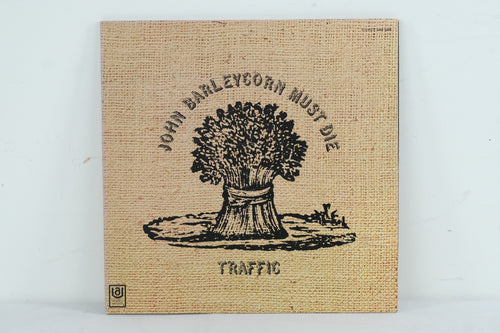 JOHN BARLEYCORN MUST DIE
TRAFFIC